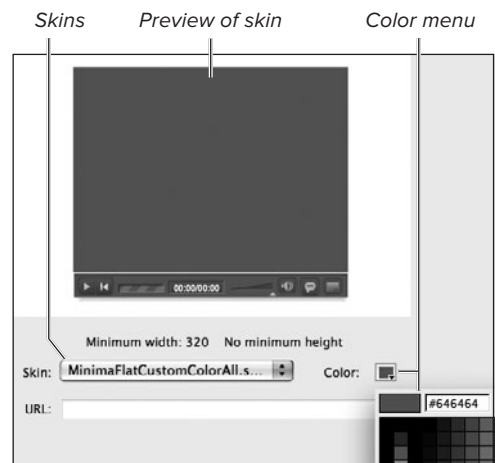 Skins Preview of skin Color menu
00:00/00:00
Minimum width: 320 No minimum height
Skin: MinimaFlatCustomColorAll.s... Color:
URL:
#646464